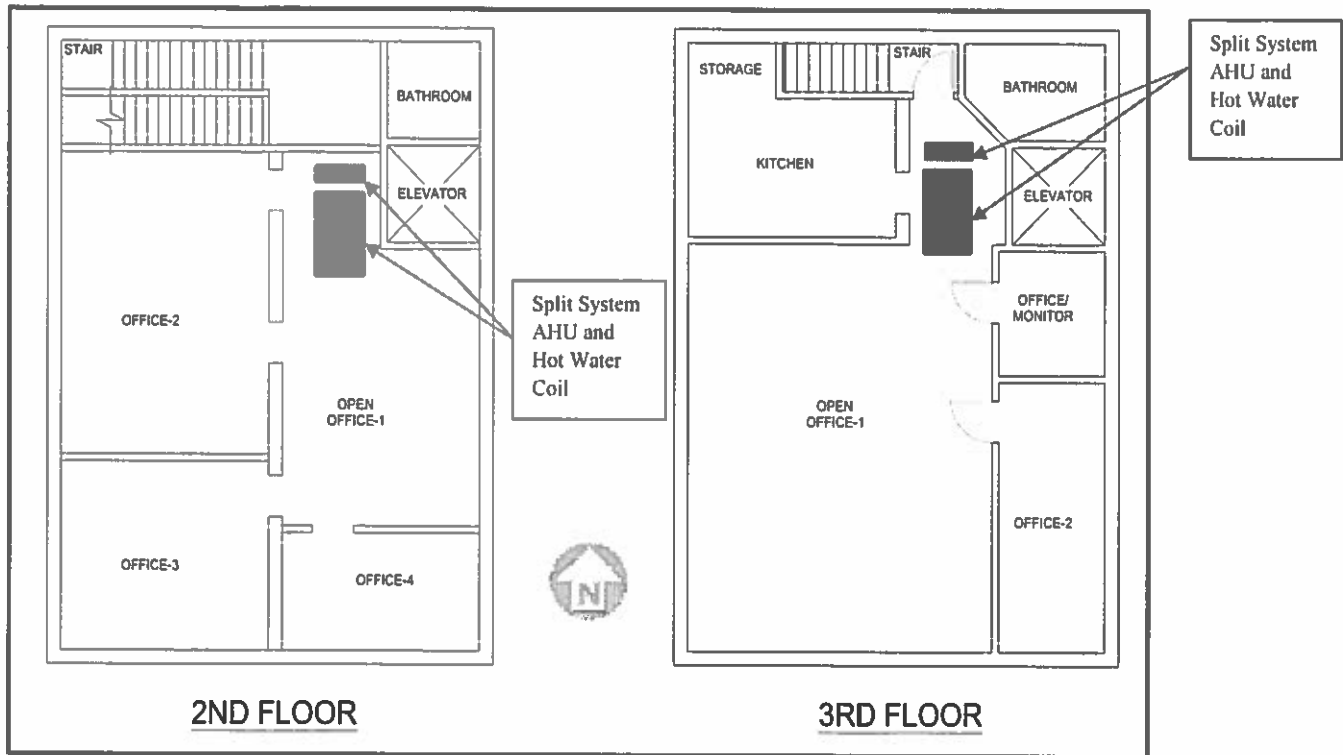 STAIR
BATHROOM
ELEVATOR
OFFICE-2
OPEN
OFFICE-1
OFFICE-3
OFFICE-4
2ND FLOOR
Split System
AHU and
Hot Water
Coil
N
STORAGE
STAIR
BATHROOM
KITCHEN
ELEVATOR
OFFICE/
MONITOR
OPEN
OFFICE-1
OFFICE-2
3RD FLOOR
Split System
AHU and
Hot Water
Coil